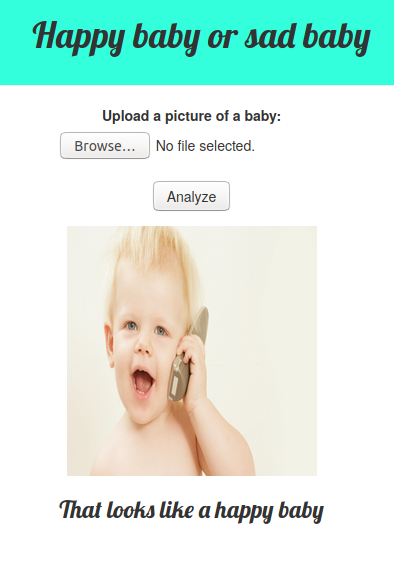 Happy baby or sad baby
Upload a picture of a baby:
Browse... No file selected.
Analyze
That looks like a happy baby